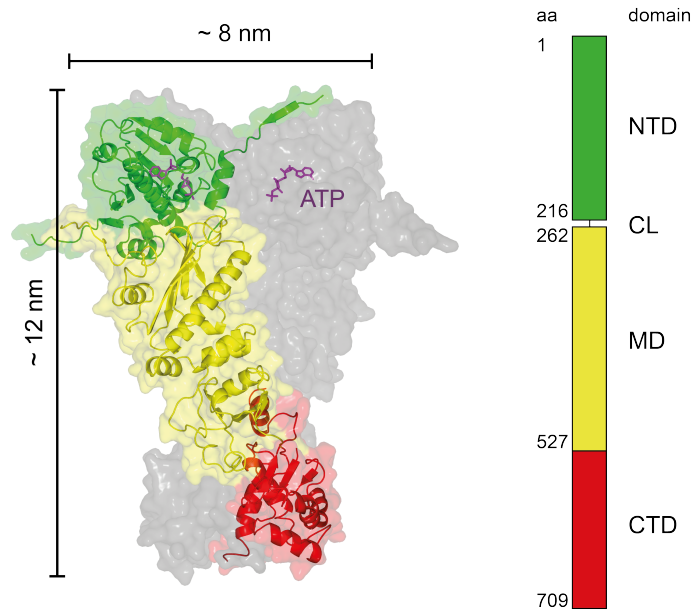 ~ 8 nm
~ 12 nm
ATP
aa domain
1
NTD
216
CL
262
MD
527
CTD
709